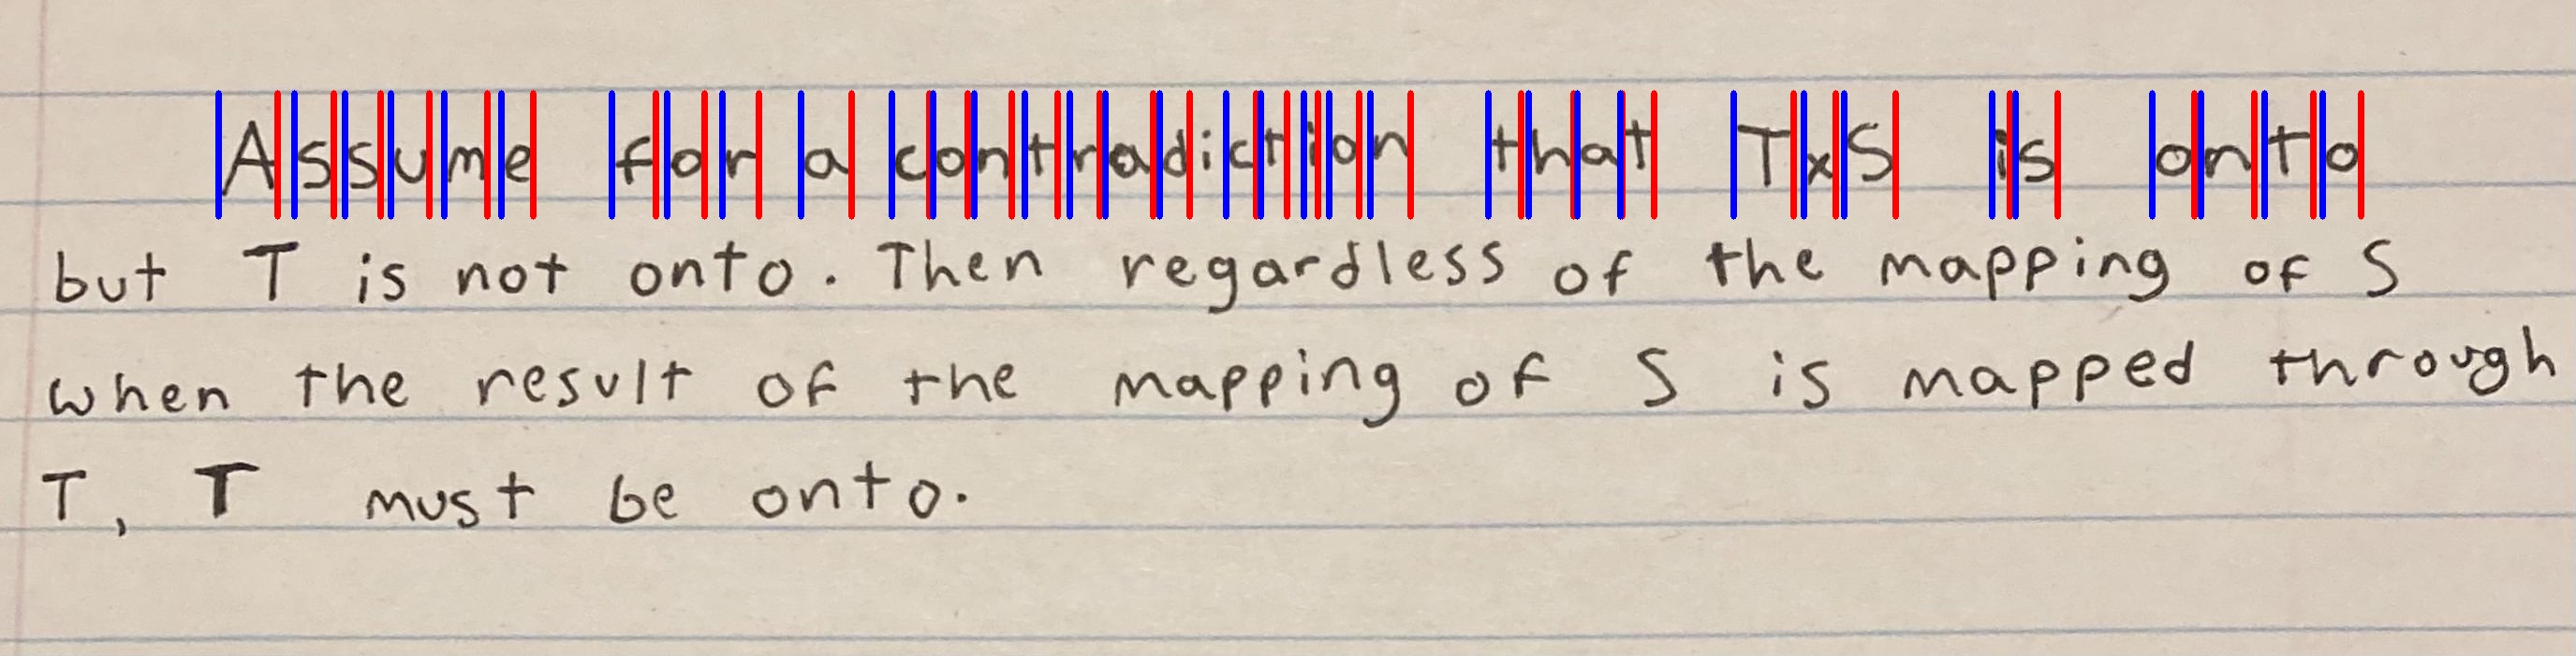 Assume for a contradiction that TxS is onto
but T is not onto. Then regardless of the mapping of S
when the result of the mapping of S is mapped through
T, T must be onto.